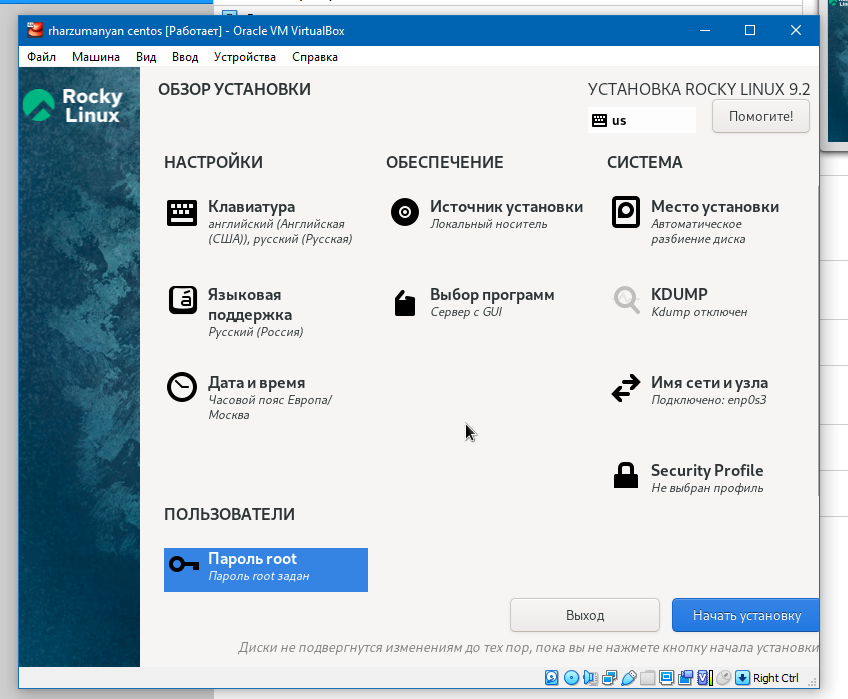 rharzumanyan centos [Работает] - Oracle VM VirtualBox
Файл Машина Вид Ввод Устройства Справка
Rocky
Linux
ОБЗОР УСТАНОВКИ
УСТАНОВКА ROCKY LINUX 9.2
us
Помогите!
НАСТРОЙКИ
Клавиатура
английский (Английская
(США)), русский (Русская)
Языковая
поддержка
Русский (Россия)
Дата и время
Часовой пояс Европа/
Москва
ОБЕСПЕЧЕНИЕ
Источник установки
Локальный носитель
Выбор программ
Сервер с GUI
СИСТЕМА
Место установки
Автоматическое
разбиение диска
KDUMP
Kdump отключен
Имя сети и узла
Подключено: enp0s3
Security Profile
Не выбран профиль
ПОЛЬЗОВАТЕЛИ
Пароль root
Пароль root задан
Выход
Начать установку
Диски не подвергнутся изменениям до тех пор, пока вы не нажмете кнопку начала установки
Right Ctrl